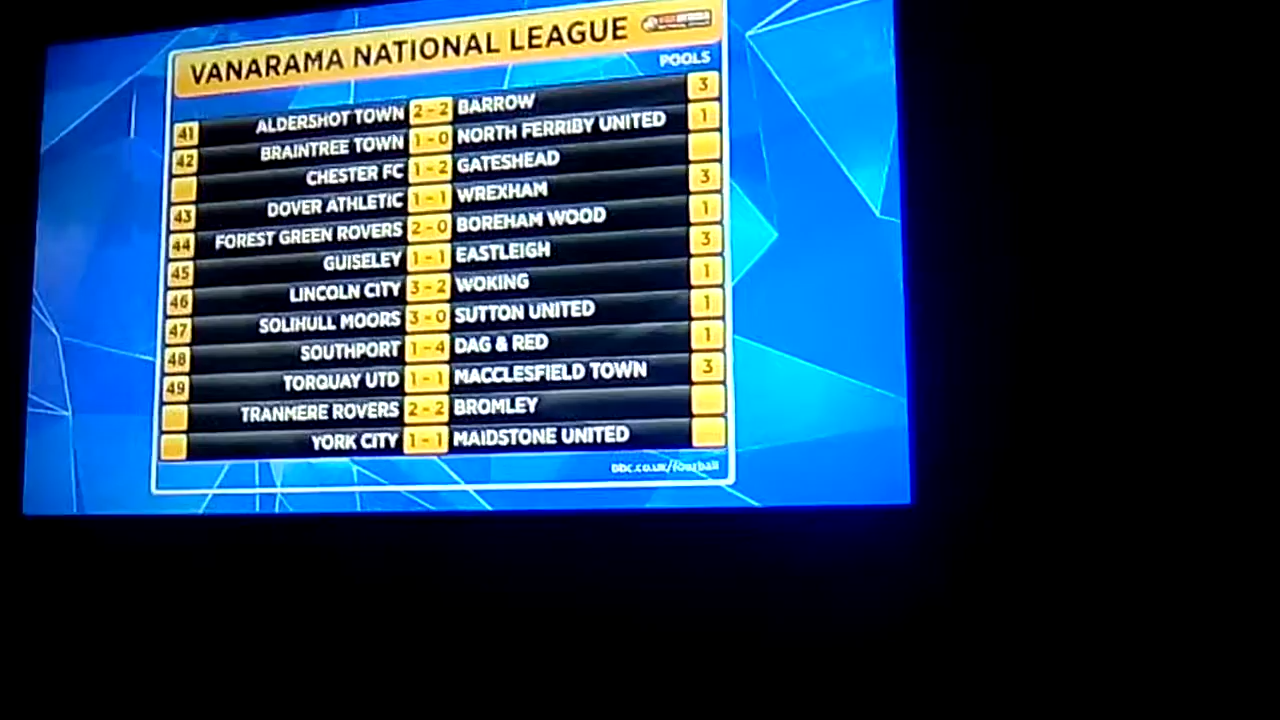 VANARAMA NATIONAL LEAGUE
POOLS
41 ALDERSHOT TOWN 2 - 2 BARROW 3
42 BRAINTREE TOWN 1 - 0 NORTH FERRIBY UNITED 1
CHESTER FC 1 - 2 GATESHEAD
43 DOVER ATHLETIC 1 - 1 WREXHAM 3
44 FOREST GREEN ROVERS 2 - 0 BOREHAM WOOD 1
45 GUISELEY 1 - 1 EASTLEIGH 3
46 LINCOLN CITY 3 - 2 WOKING 1
47 SOLIHULL MOORS 3 - 0 SUTTON UNITED 1
48 SOUTHPORT 1 - 4 DAG & RED 1
49 TORQUAY UTD 1 - 1 MACCLESFIELD TOWN 3
TRANMERE ROVERS 2 - 2 BROMLEY
YORK CITY 1 - 1 MAIDSTONE UNITED
bbc.co.uk/football